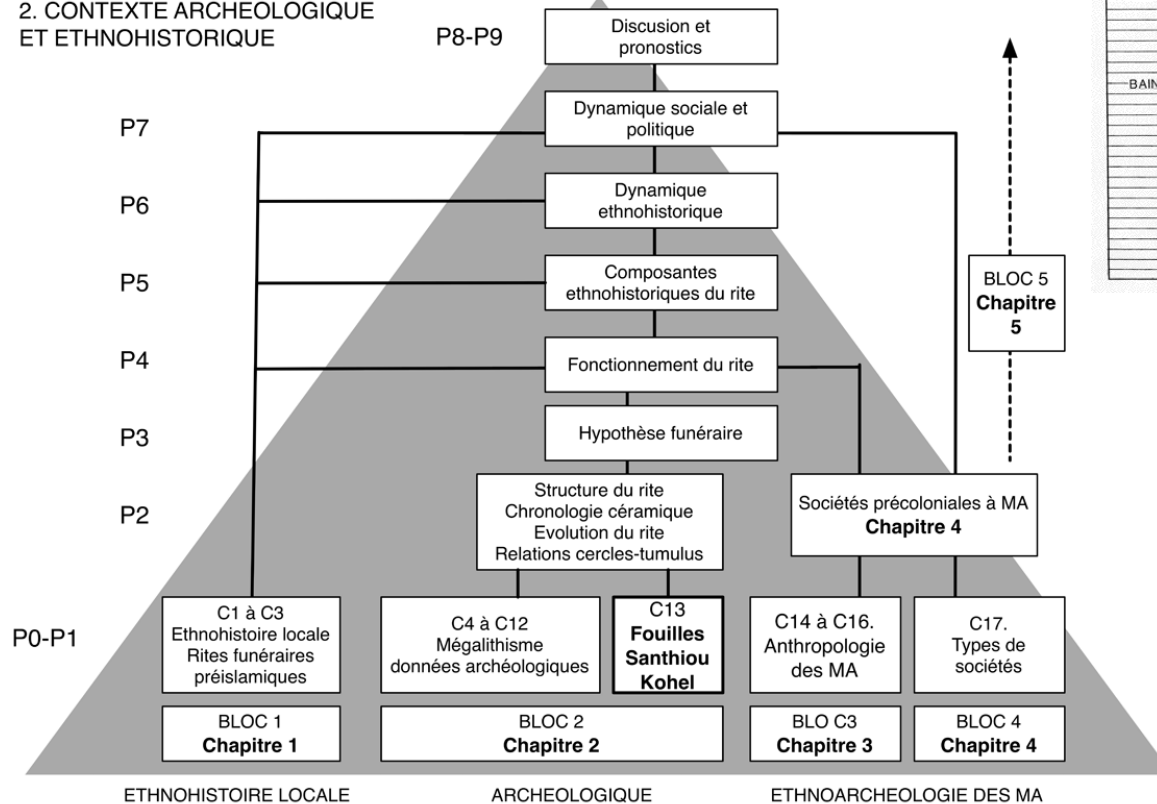 2. CONTEXTE ARCHEOLOGIQUE
ET ETHNOHISTORIQUE
P8-P9
Discusion et
pronostics
BAIN
P7
Dynamique sociale et
politique
P6
Dynamique
ethnohistorique
P5
Composantes
ethnohistoriques du rite
BLOC 5
Chapitre
5
P4
Fonctionnement du rite
P3
Hypothèse funéraire
P2
Structure du rite
Chronologie céramique
Evolution du rite
Relations cercles-tumulus
Sociétés précoloniales à MA
Chapitre 4
P0-P1
C1 à C3
Ethnohistoire locale
Rites funéraires
préislamiques
C4 à C12
Mégalithisme
données archéologiques
C13
Fouilles
Santhiou
Kohel
C14 à C16.
Anthropologie
des MA
C17.
Types de
sociétés
BLOC 1
Chapitre 1
BLOC 2
Chapitre 2
BLO C3
Chapitre 3
BLOC 4
Chapitre 4
ETHNOHISTOIRE LOCALE
ARCHEOLOGIQUE
ETHNOARCHEOLOGIE DES MA